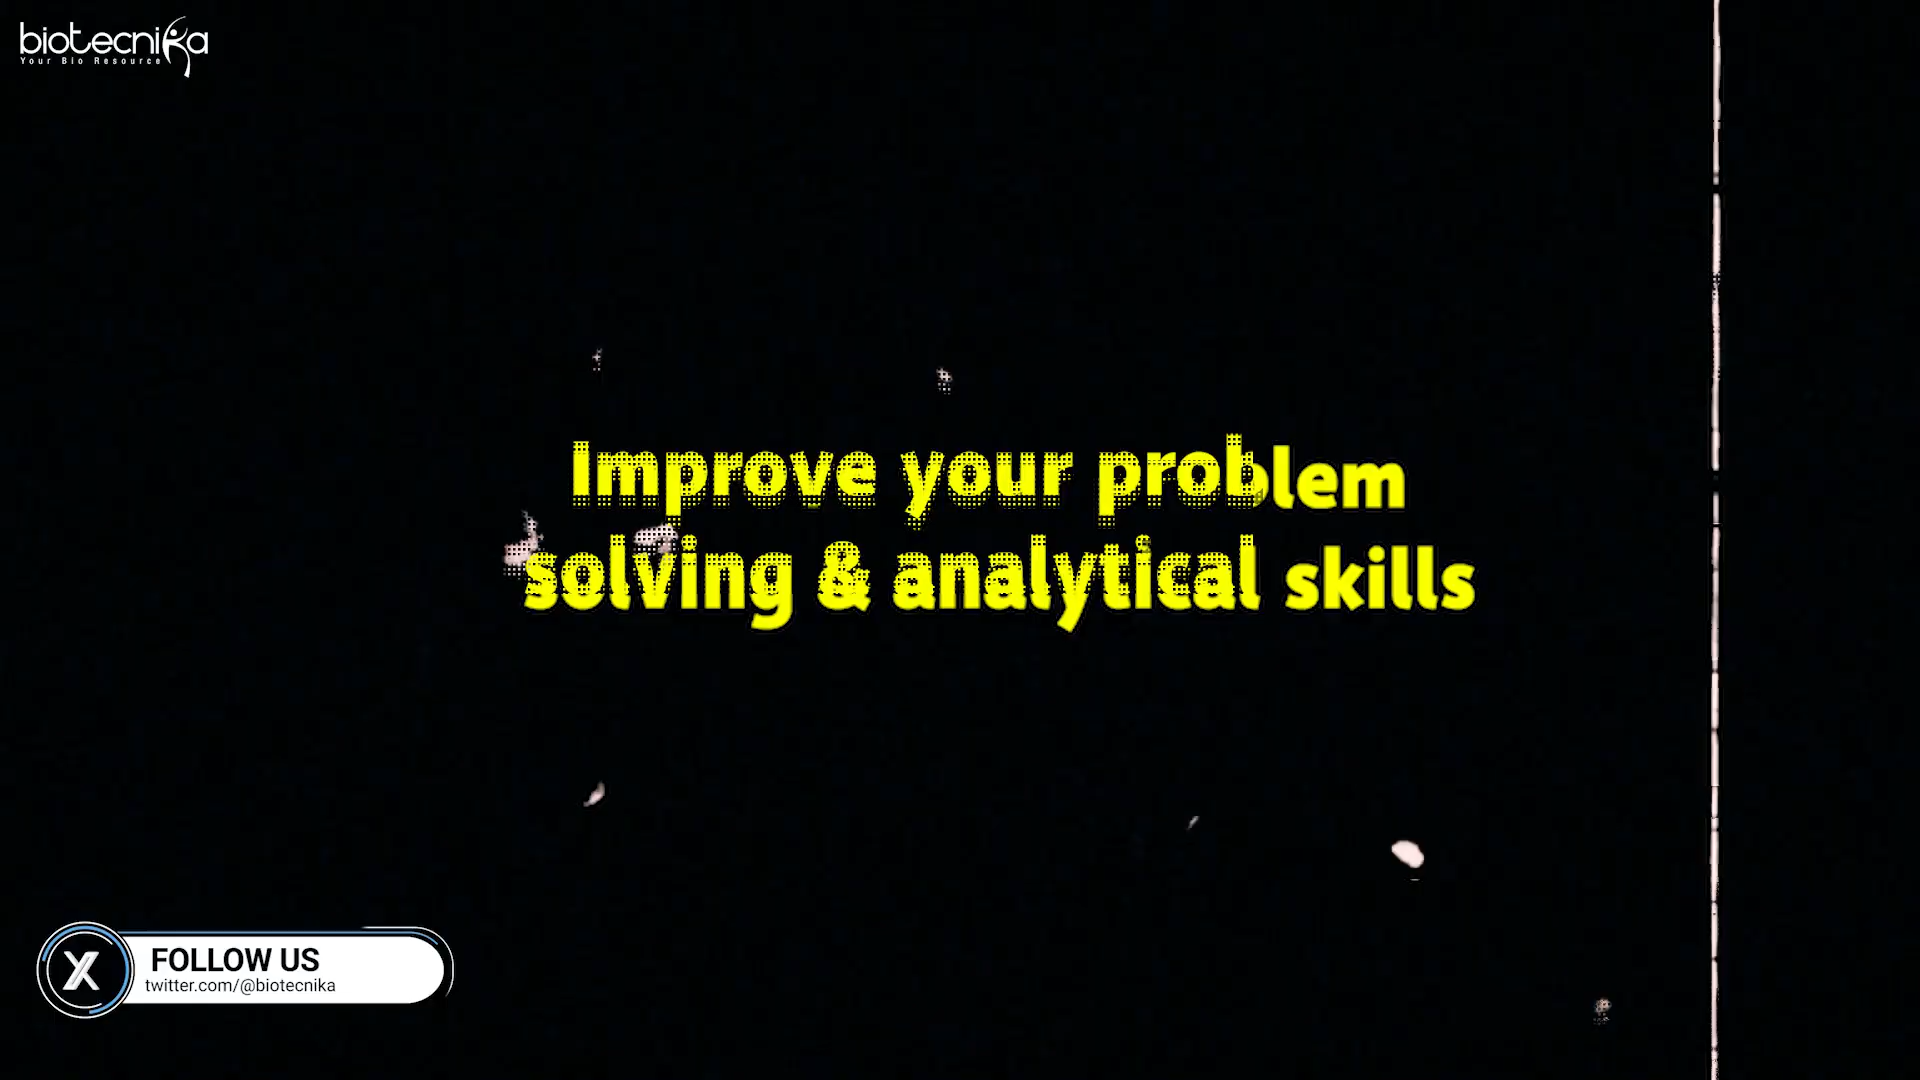 biotecnika
Your Bio Resource
Improve your problem
solving & analytical skills
X
FOLLOW US
twitter.com/@biotecnika